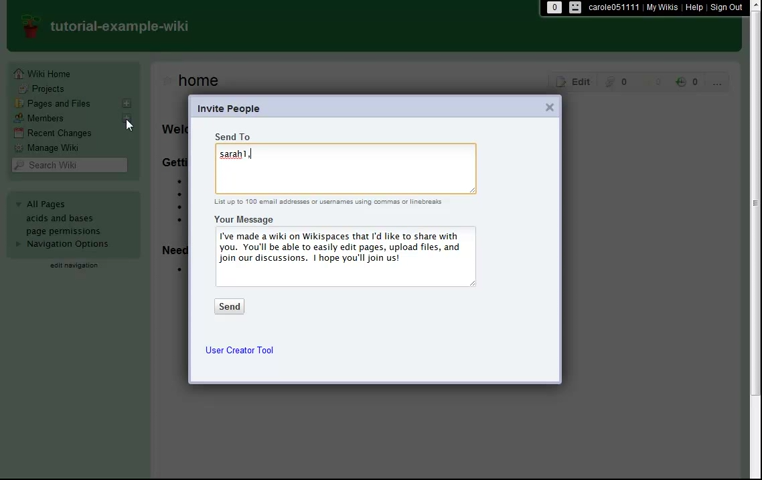 0 carole051111 | My Wikis | Help | Sign Out
tutorial-example-wiki
Wiki Home
Projects
Pages and Files
Members
Recent Changes
Manage Wiki
Search Wiki
All Pages
acids and bases
page permissions
Navigation Options
edit navigation
home
Edit 0 0 0 ...
Welc
Getti
Need
Invite People
Send To
sarah1,
List up to 100 email addresses or usernames using commas or linebreaks
Your Message
I've made a wiki on Wikispaces that I'd like to share with
you. You'll be able to easily edit pages, upload files, and
join our discussions. I hope you'll join us!
Send
User Creator Tool